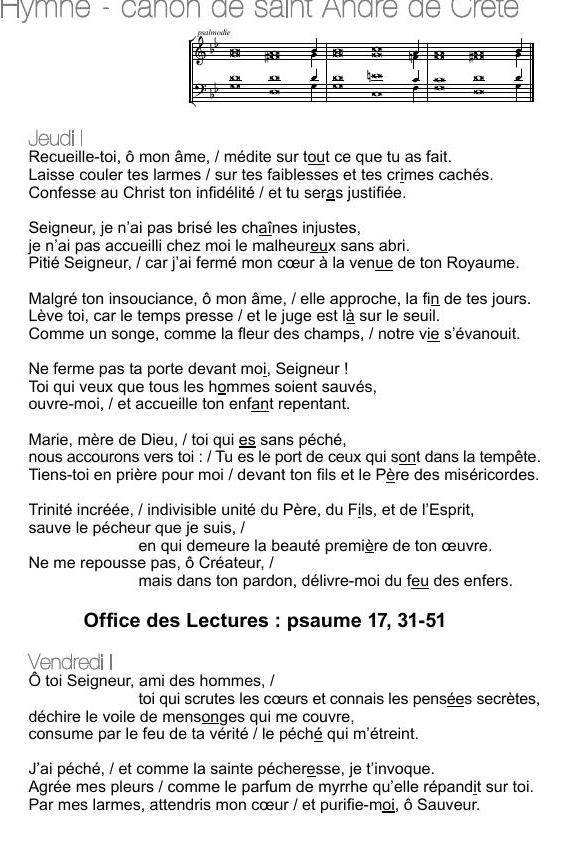 Hymne - canon de saint André de Crète
psalmodie
Jeudi I
Recueille-toi, ô mon âme, / médite sur tout ce que tu as fait.
Laisse couler tes larmes / sur tes faiblesses et tes crimes cachés.
Confesse au Christ ton infidélité / et tu seras justifiée.
Seigneur, je n’ai pas brisé les chaînes injustes,
je n’ai pas accueilli chez moi le malheureux sans abri.
Pitié Seigneur, / car j’ai fermé mon cœur à la venue de ton Royaume.
Malgré ton insouciance, ô mon âme, / elle approche, la fin de tes jours.
Lève toi, car le temps presse / et le juge est là sur le seuil.
Comme un songe, comme la fleur des champs, / notre vie s’évanouit.
Ne ferme pas ta porte devant moi, Seigneur !
Toi qui veux que tous les hommes soient sauvés,
ouvre-moi, / et accueille ton enfant repentant.
Marie, mère de Dieu, / toi qui es sans péché,
nous accourons vers toi : / Tu es le port de ceux qui sont dans la tempête.
Tiens-toi en prière pour moi / devant ton fils et le Père des miséricordes.
Trinité incréée, / indivisible unité du Père, du Fils, et de l’Esprit,
sauve le pécheur que je suis, /
en qui demeure la beauté première de ton œuvre.
Ne me repousse pas, ô Créateur, /
mais dans ton pardon, délivre-moi du feu des enfers.
Office des Lectures : psaume 17, 31-51
Vendredi I
Ô toi Seigneur, ami des hommes, /
toi qui scrutes les cœurs et connais les pensées secrètes,
déchire le voile de mensonges qui me couvre,
consume par le feu de ta vérité / le péché qui m’étreint.
J’ai péché, / et comme la sainte pécheresse, je t’invoque.
Agrée mes pleurs / comme le parfum de myrrhe qu’elle répandit sur toi.
Par mes larmes, attendris mon cœur / et purifie-moi, ô Sauveur.